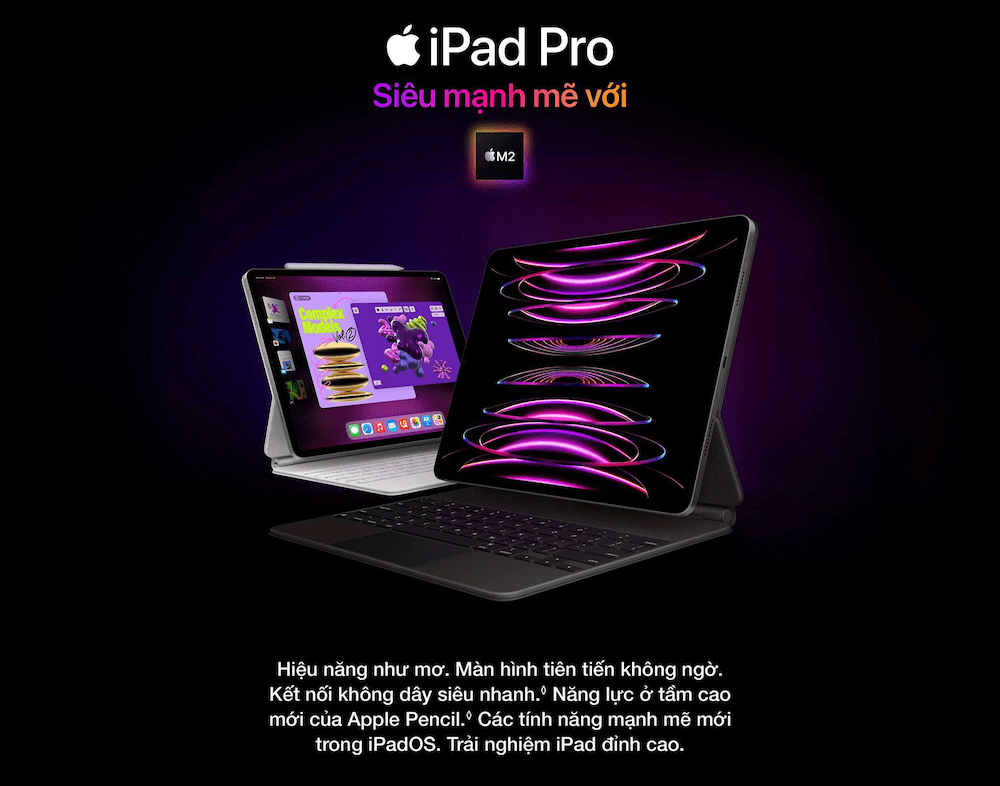 iPad Pro
Siêu mạnh mẽ với
M2
Complex
Models
Hiệu năng như mơ. Màn hình tiên tiến không ngờ.
Kết nối không dây siêu nhanh.◊ Năng lực ở tầm cao
mới của Apple Pencil.◊ Các tính năng mạnh mẽ mới
trong iPadOS. Trải nghiệm iPad đỉnh cao.